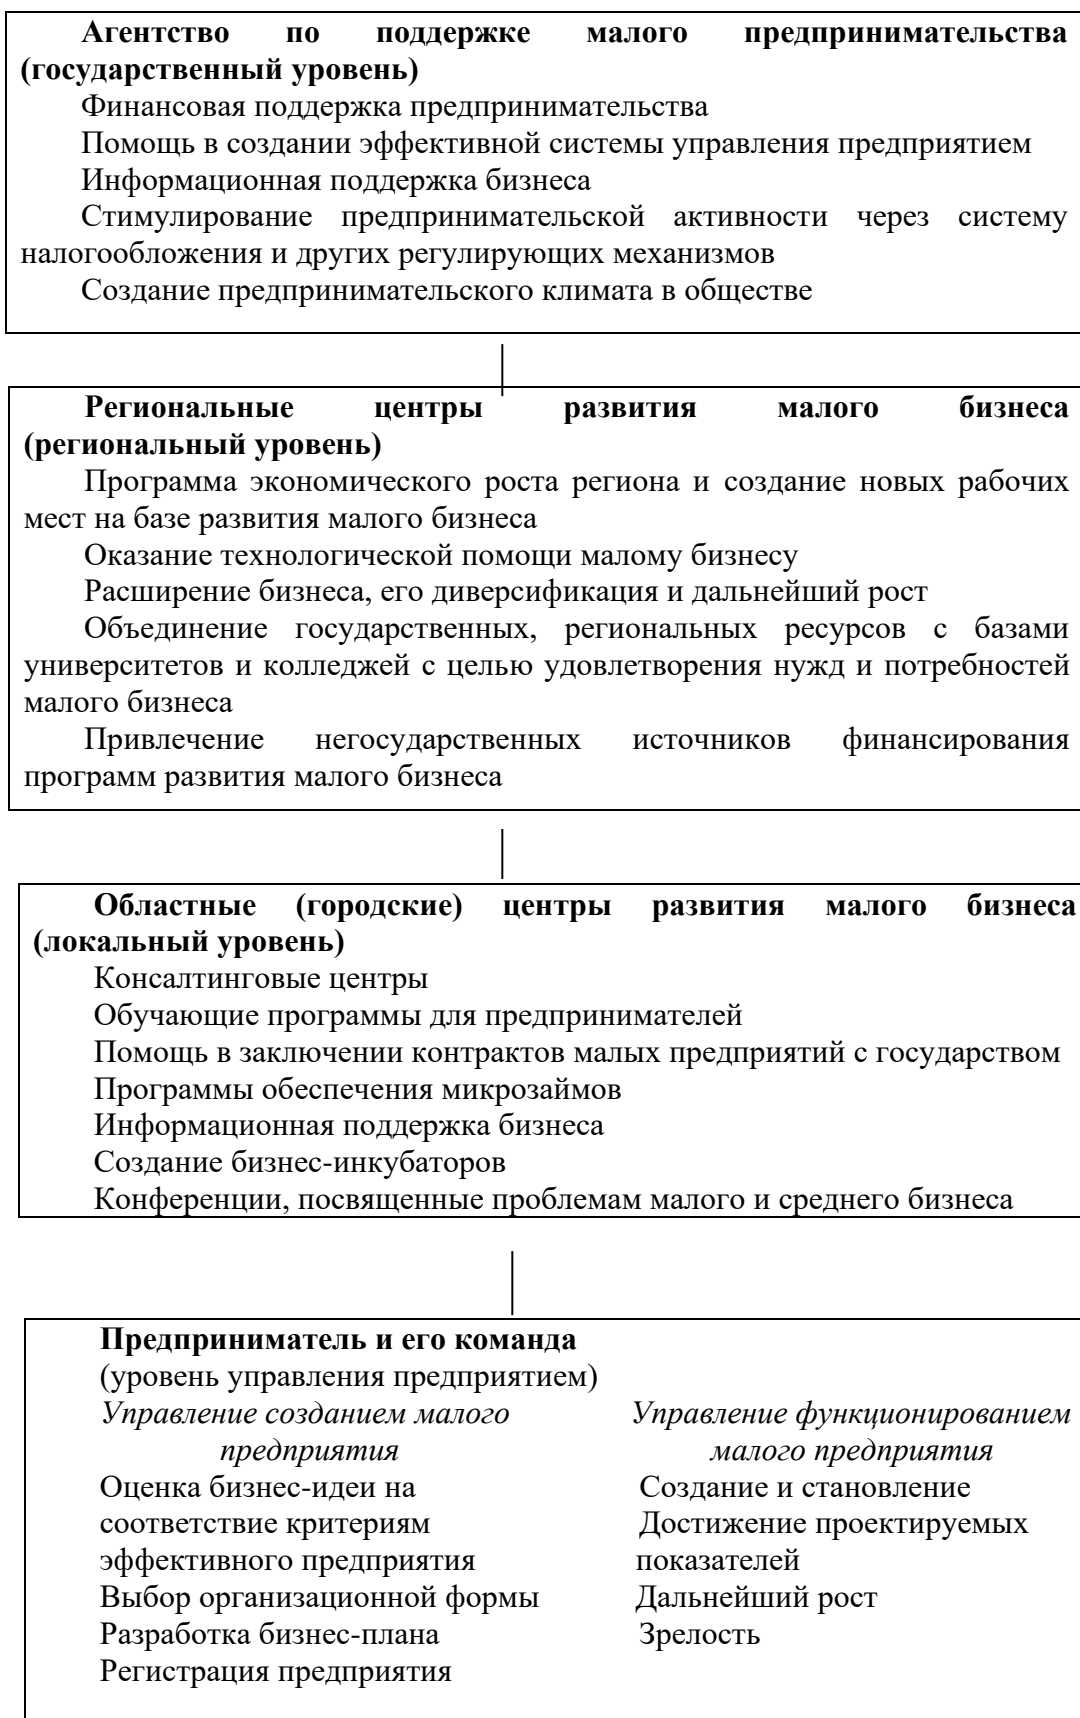 Агентство по поддержке малого предпринимательства
(государственный уровень)
Финансовая поддержка предпринимательства
Помощь в создании эффективной системы управления предприятием
Информационная поддержка бизнеса
Стимулирование предпринимательской активности через систему
налогообложения и других регулирующих механизмов
Создание предпринимательского климата в обществе
Региональные центры развития малого бизнеса
(региональный уровень)
Программа экономического роста региона и создание новых рабочих
мест на базе развития малого бизнеса
Оказание технологической помощи малому бизнесу
Расширение бизнеса, его диверсификация и дальнейший рост
Объединение государственных, региональных ресурсов с базами
университетов и колледжей с целью удовлетворения нужд и потребностей
малого бизнеса
Привлечение негосударственных источников финансирования
программ развития малого бизнеса
Областные (городские) центры развития малого бизнеса
(локальный уровень)
Консалтинговые центры
Обучающие программы для предпринимателей
Помощь в заключении контрактов малых предприятий с государством
Программы обеспечения микрозаймов
Информационная поддержка бизнеса
Создание бизнес-инкубаторов
Конференции, посвященные проблемам малого и среднего бизнеса
Предприниматель и его команда
(уровень управления предприятием)
Управление созданием малого
предприятия
Оценка бизнес-идеи на
соответствие критериям
эффективного предприятия
Выбор организационной формы
Разработка бизнес-плана
Регистрация предприятия
Управление функционированием
малого предприятия
Создание и становление
Достижение проектируемых
показателей
Дальнейший рост
Зрелость